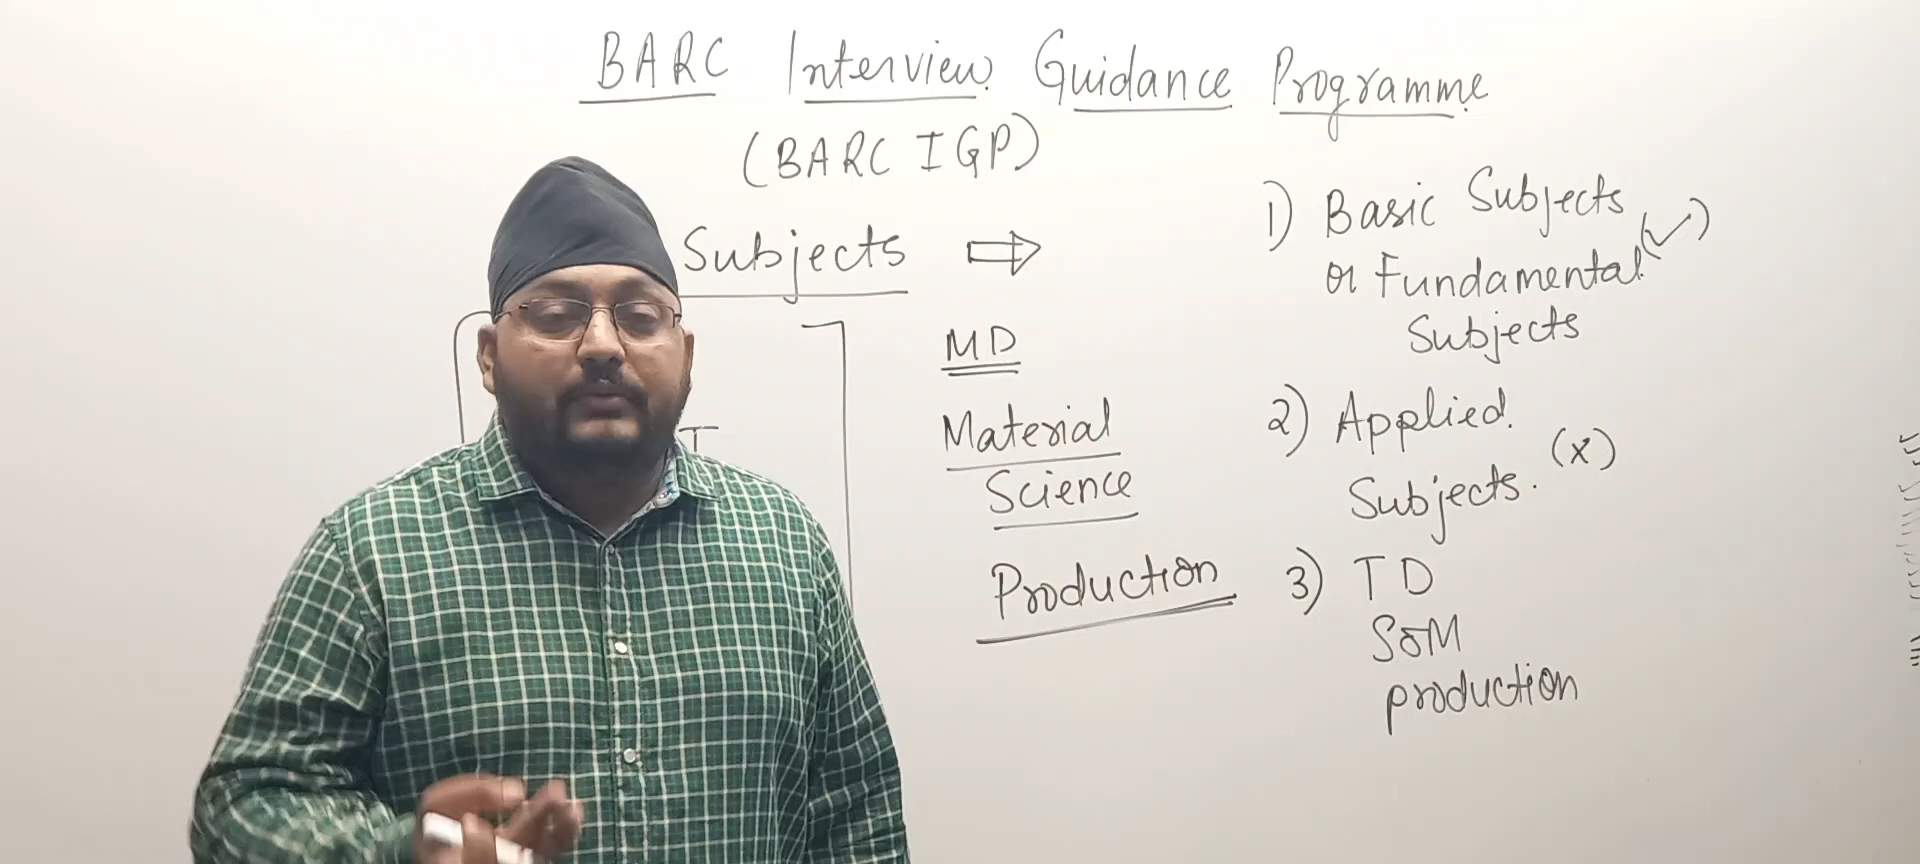 BARC Interview Guidance Programme
(BARC IGP)
Subjects ⇨
MD
Material
Science
Production
1) Basic Subjects
or Fundamental (✓)
Subjects
2) Applied.
Subjects. (x)
3) TD
SOM
production